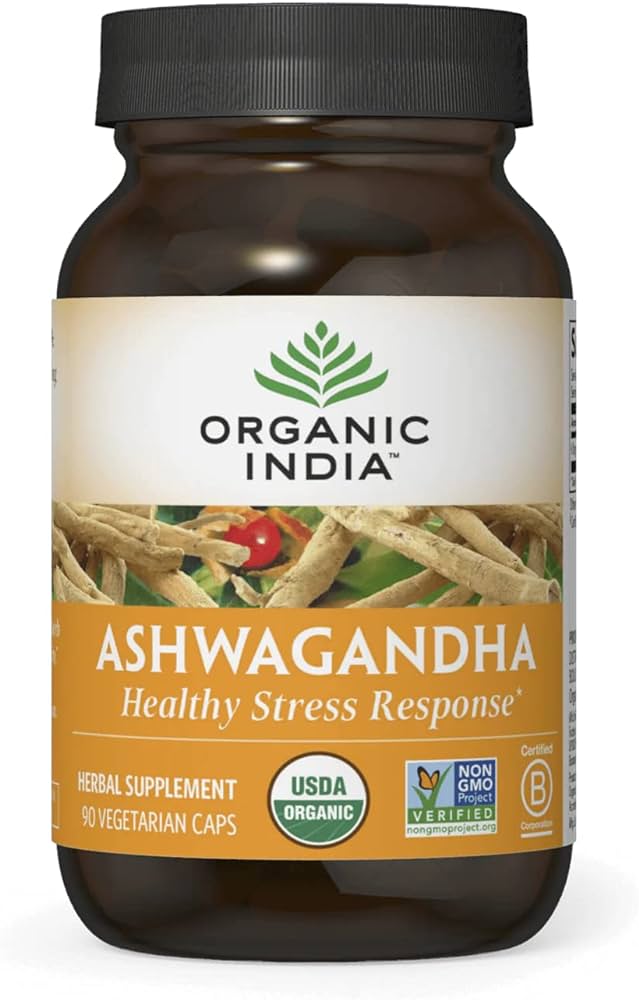 ORGANIC
INDIA™
ASHWAGANDHA
Healthy Stress Response*
HERBAL SUPPLEMENT
90 VEGETARIAN CAPS
USDA
ORGANIC
NON
GMO
Project
VERIFIED
nongmoproject.org
Certified
B
Corporation